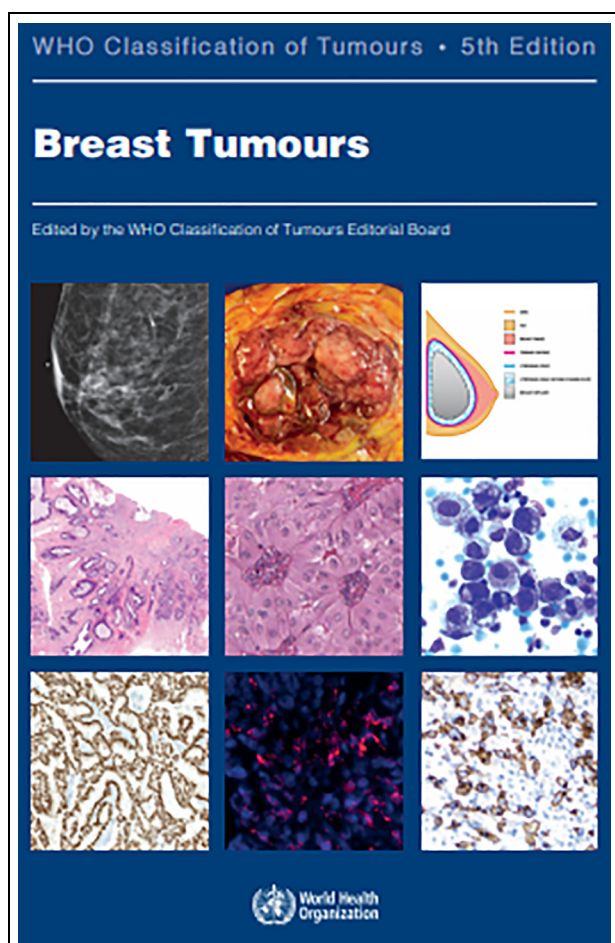 WHO Classification of Tumours • 5th Edition
Breast Tumours
Edited by the WHO Classification of Tumours Editorial Board
World Health
Organization